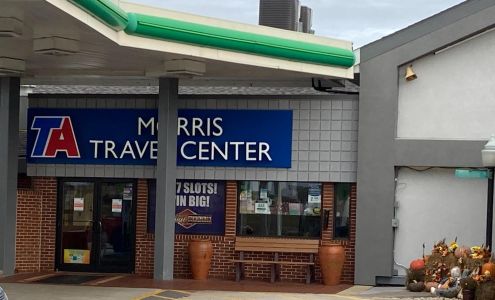 TA
MORRIS
TRAVEL CENTER
7 SLOTS!
IN BIG!